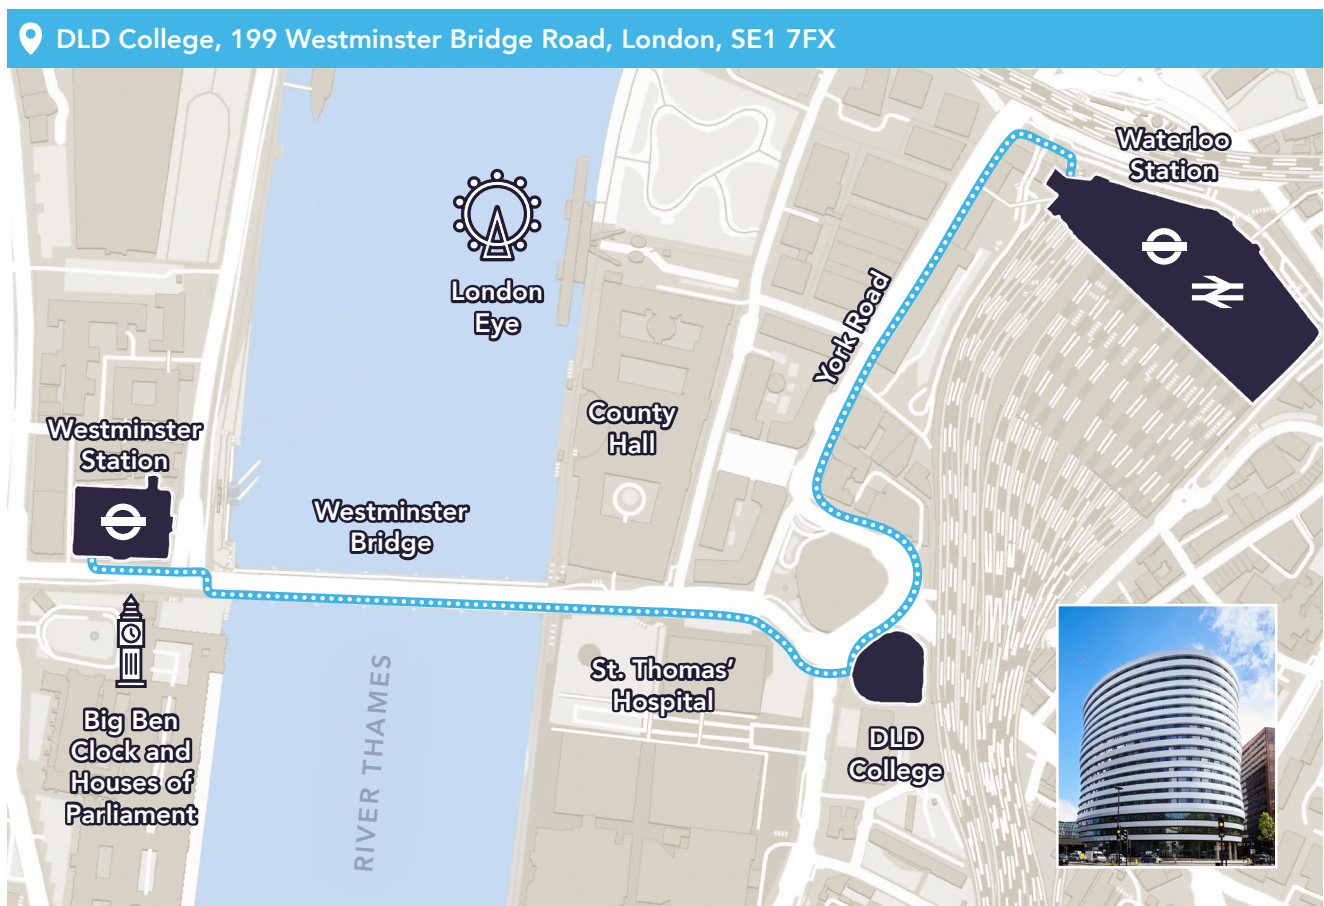 DLD College, 199 Westminster Bridge Road, London, SE1 7FX
Waterloo
Station
London
Eye
York Road
County
Hall
Westminster
Station
Westminster
Bridge
St. Thomas’
Hospital
RIVER THAMES
Big Ben
Clock and
Houses of
Parliament
DLD
College